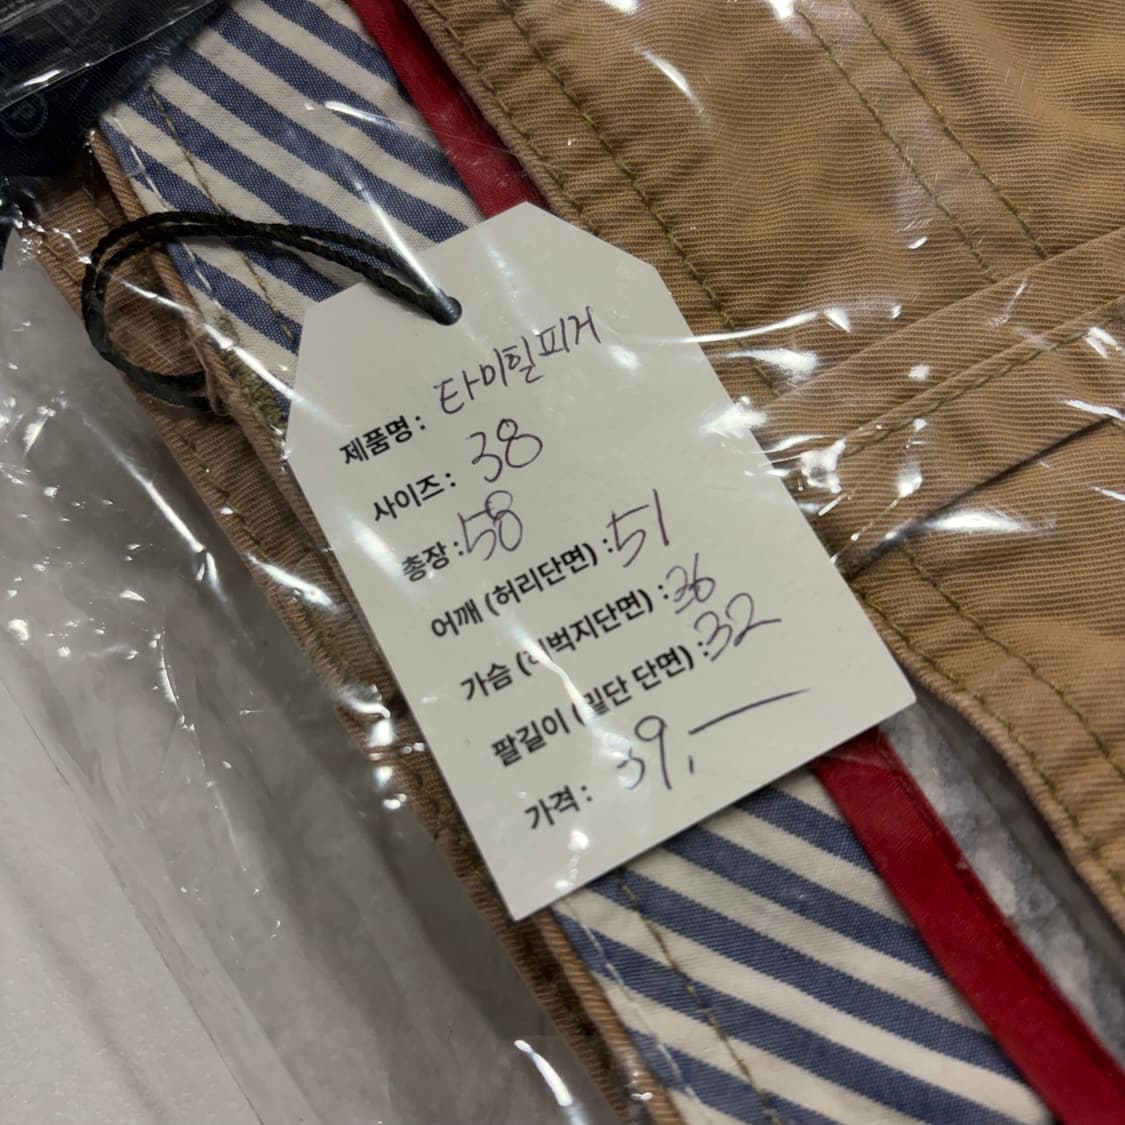 제품명 : 타미힐피거
사이즈 : 38
총장 : 58
어깨 (허리단면) : 51
가슴 (허벅지단면) : 36
팔길이 (밑단 단면) : 32
가격 : 39,—